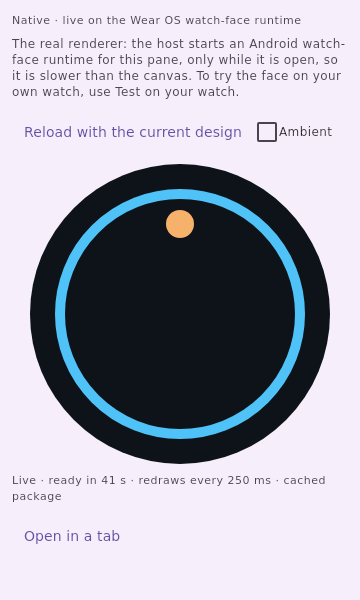 Native · live on the Wear OS watch-face runtime
The real renderer: the host starts an Android watch-
face runtime for this pane, only while it is open, so
it is slower than the canvas. To try the face on your
own watch, use Test on your watch.
Reload with the current design
Ambient
Live · ready in 41 s · redraws every 250 ms · cached
package
Open in a tab